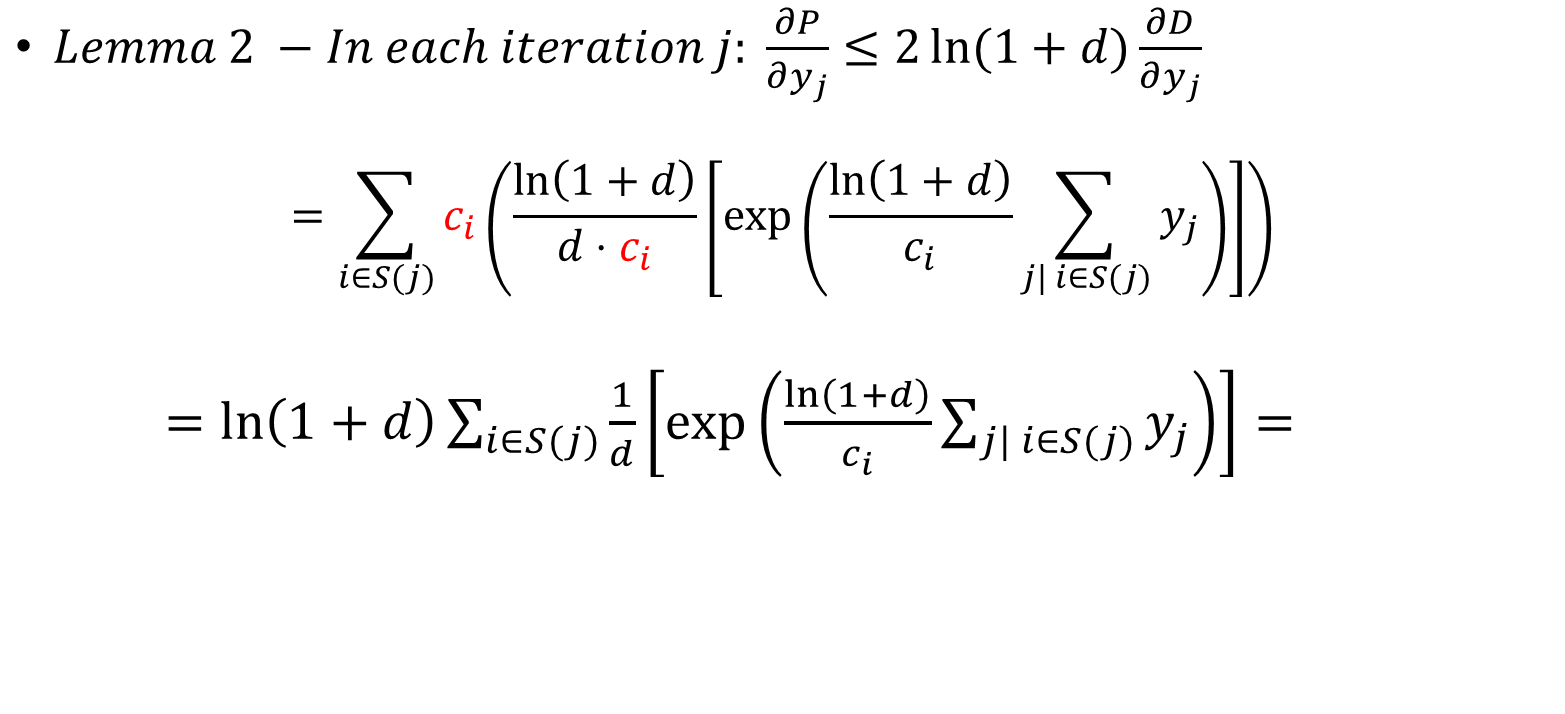 • Lemma 2 − In each iteration j: ∂P/∂y_j ≤ 2 ln(1 + d) ∂D/∂y_j
= ∑_{i∈S(j)} c_i (ln(1 + d)/(d · c_i) [exp (ln(1 + d)/c_i ∑_{j| i∈S(j)} y_j)])
= ln(1 + d) ∑_{i∈S(j)} 1/d [exp (ln(1+d)/c_i ∑_{j| i∈S(j)} y_j)] =